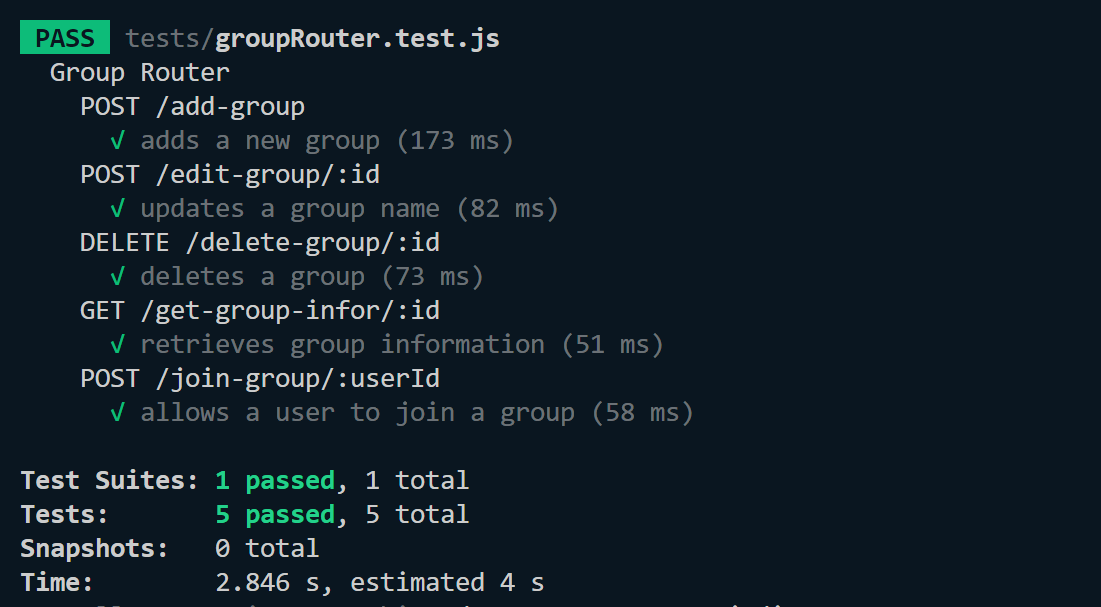 PASS tests/groupRouter.test.js
Group Router
POST /add-group
√ adds a new group (173 ms)
POST /edit-group/:id
√ updates a group name (82 ms)
DELETE /delete-group/:id
√ deletes a group (73 ms)
GET /get-group-infor/:id
√ retrieves group information (51 ms)
POST /join-group/:userId
√ allows a user to join a group (58 ms)
Test Suites: 1 passed, 1 total
Tests: 5 passed, 5 total
Snapshots: 0 total
Time: 2.846 s, estimated 4 s